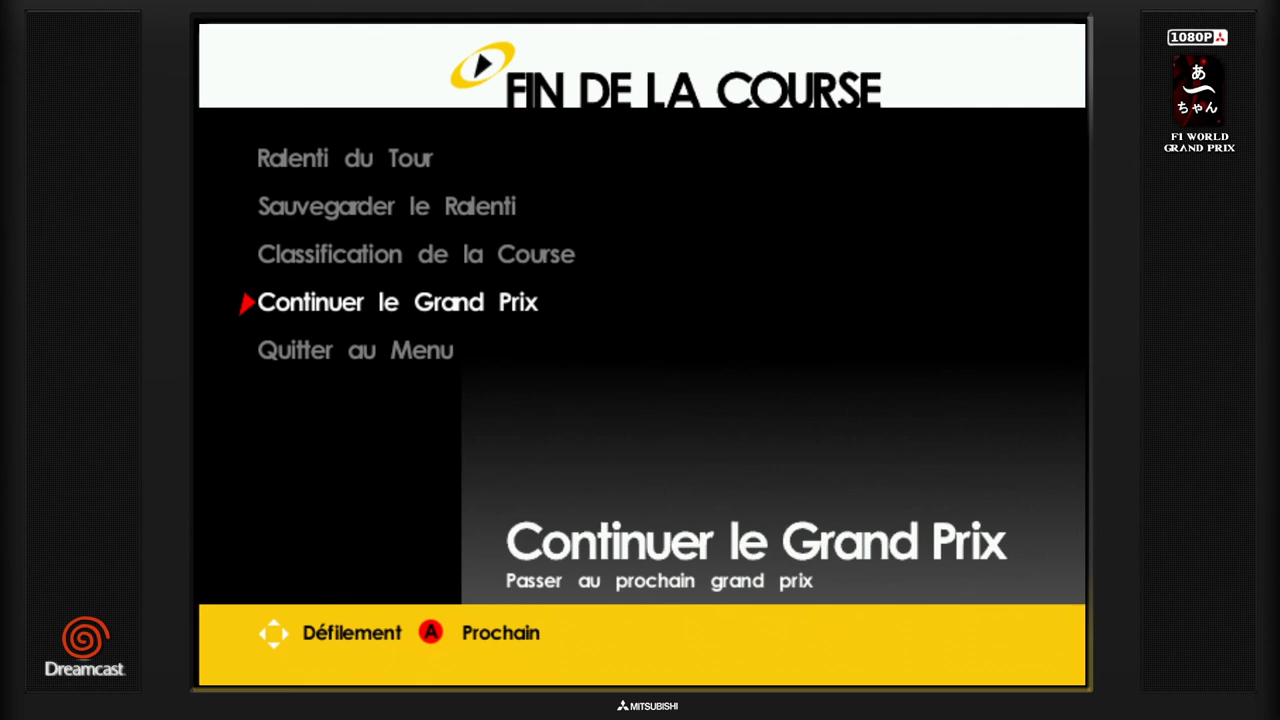 1080P
あ
ー
ちゃん
F1 WORLD
GRAND PRIX
FIN DE LA COURSE
Ralenti du Tour
Sauvegarder le Ralenti
Classification de la Course
Continuer le Grand Prix
Quitter au Menu
Continuer le Grand Prix
Passer au prochain grand prix
Défilement A Prochain
Dreamcast
MITSUBISHI